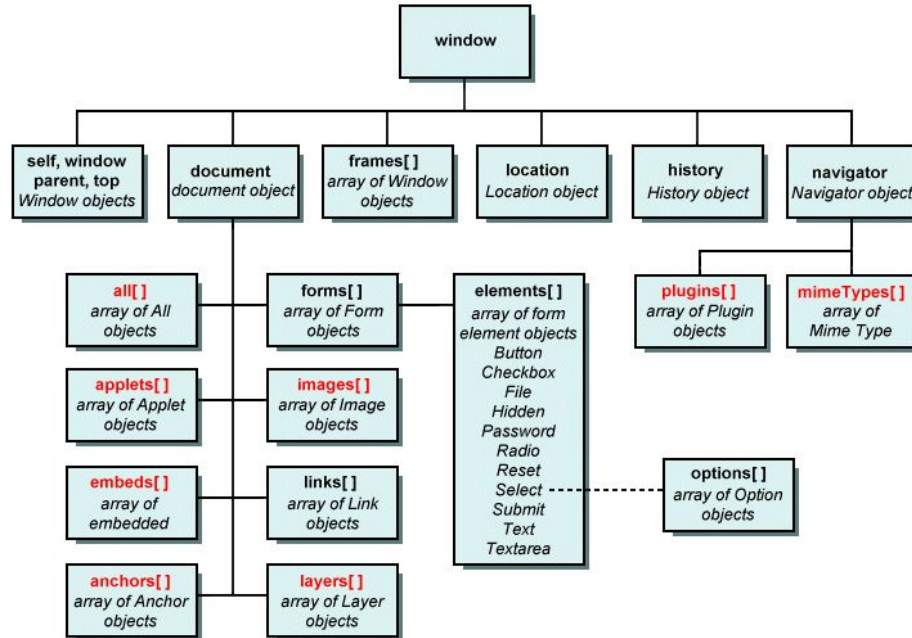 window
self, window
parent, top
Window objects
document
document object
frames[ ]
array of Window
objects
location
Location object
history
History object
navigator
Navigator object
all[ ]
array of All
objects
forms[ ]
array of Form
objects
elements[ ]
array of form
element objects
Button
Checkbox
File
Hidden
Password
Radio
Reset
Select
Submit
Text
Textarea
plugins[ ]
array of Plugin
objects
mimeTypes[ ]
array of
Mime Type
applets[ ]
array of Applet
objects
images[ ]
array of Image
objects
embeds[ ]
array of
embedded
links[ ]
array of Link
objects
options[ ]
array of Option
objects
anchors[ ]
array of Anchor
objects
layers[ ]
array of Layer
objects